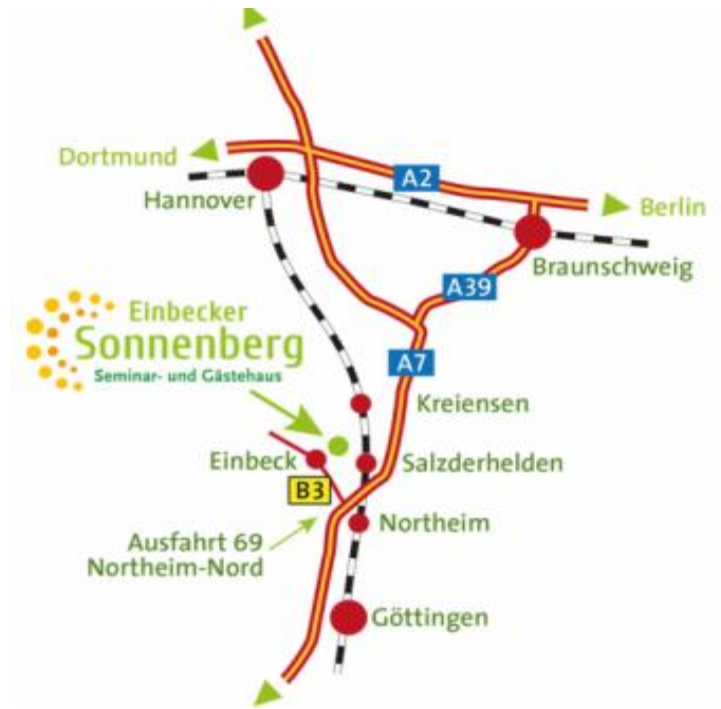 Dortmund
A2
Hannover
Berlin
Braunschweig
A39
Einbecker
Sonnenberg
Seminar- und Gästehaus
A7
Kreiensen
Einbeck
Salzderhelden
B3
Northeim
Ausfahrt 69
Northeim-Nord
Göttingen